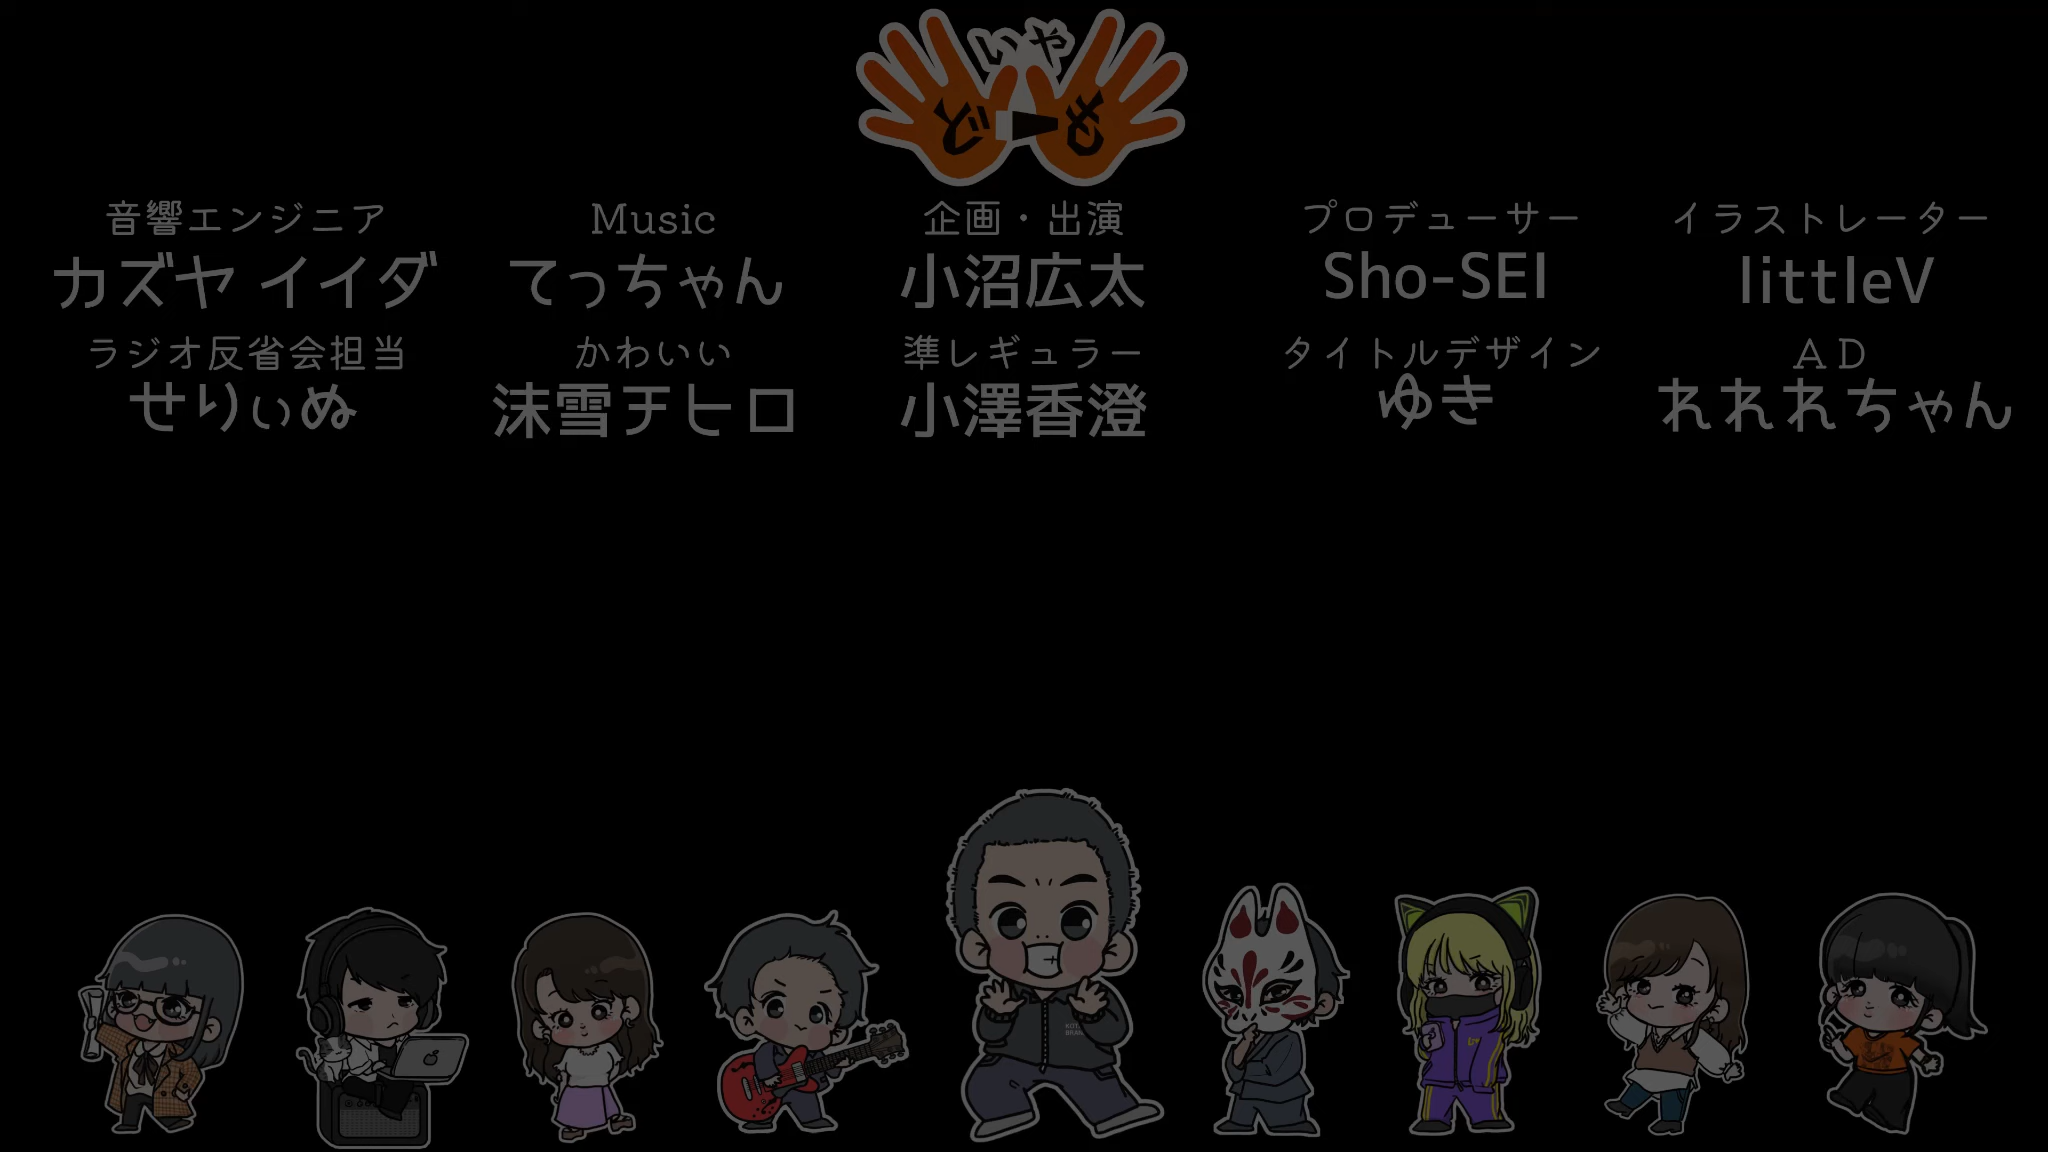 いや
ど
も
音響エンジニア
カズヤ イイダ
Music
てっちゃん
企画・出演
小沼広太
プロデューサー
Sho-SEI
イラストレーター
littleV
ラジオ反省会担当
せりぃぬ
かわいい
沫雪チヒロ
準レギュラー
小澤香澄
タイトルデザイン
ゆき
ＡＤ
れれれちゃん